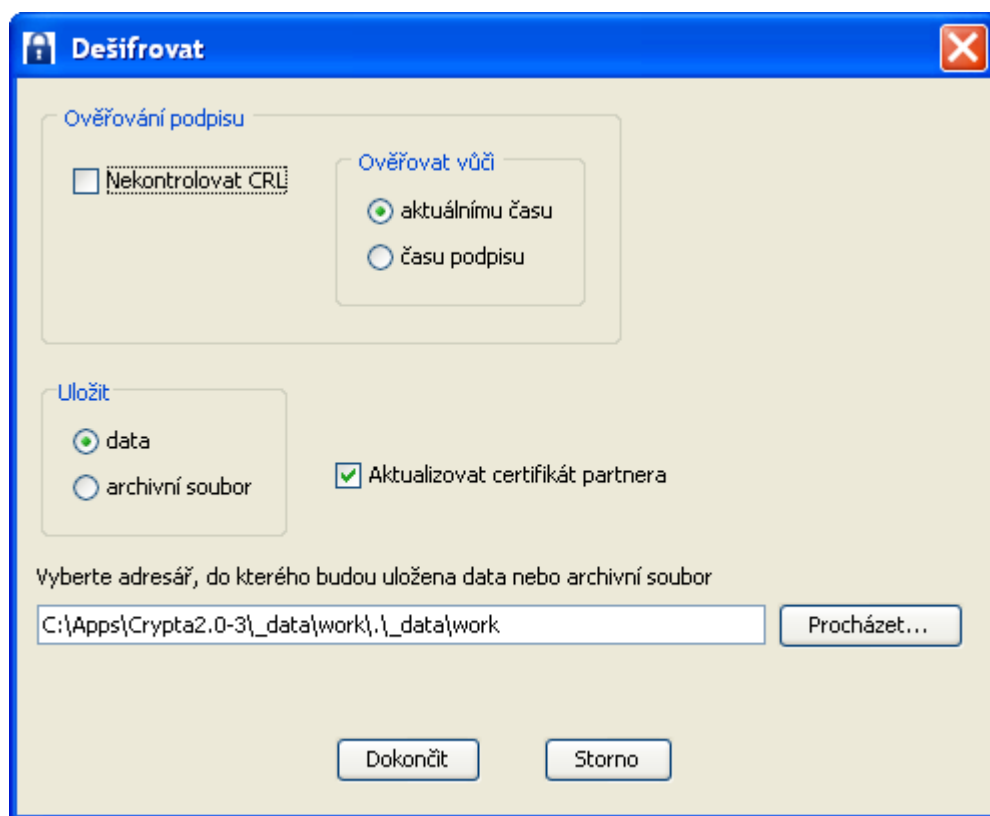 Dešifrovat
Ověřování podpisu
Nekontrolovat CRL
Ověřovat vůči
aktuálnímu času
času podpisu
Uložit
data
archivní soubor
Aktualizovat certifikát partnera
Vyberte adresář, do kterého budou uložena data nebo archivní soubor
C:\Apps\Crypta2.0-3\_data\work\.\_data\work
Procházet...
Dokončit
Storno